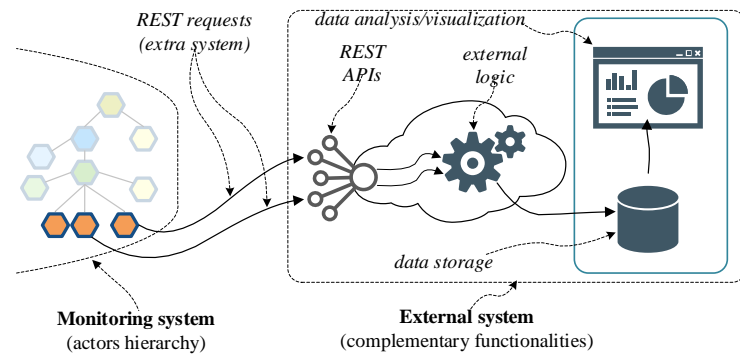 REST requests
(extra system)
data analysis/visualization
REST
APIs
external
logic
data storage
Monitoring system
(actors hierarchy)
External system
(complementary functionalities)